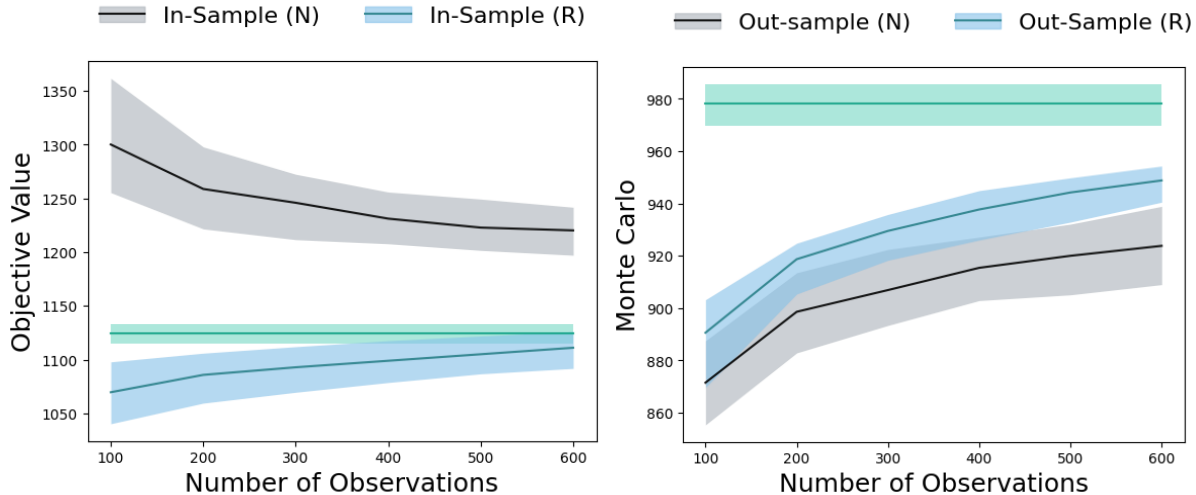 In-Sample (N) In-Sample (R)
1350
1300
1250
1200
1150
1100
1050
Objective Value
100 200 300 400 500 600
Number of Observations
Out-sample (N) Out-Sample (R)
980
960
940
920
900
880
860
Monte Carlo
100 200 300 400 500 600
Number of Observations